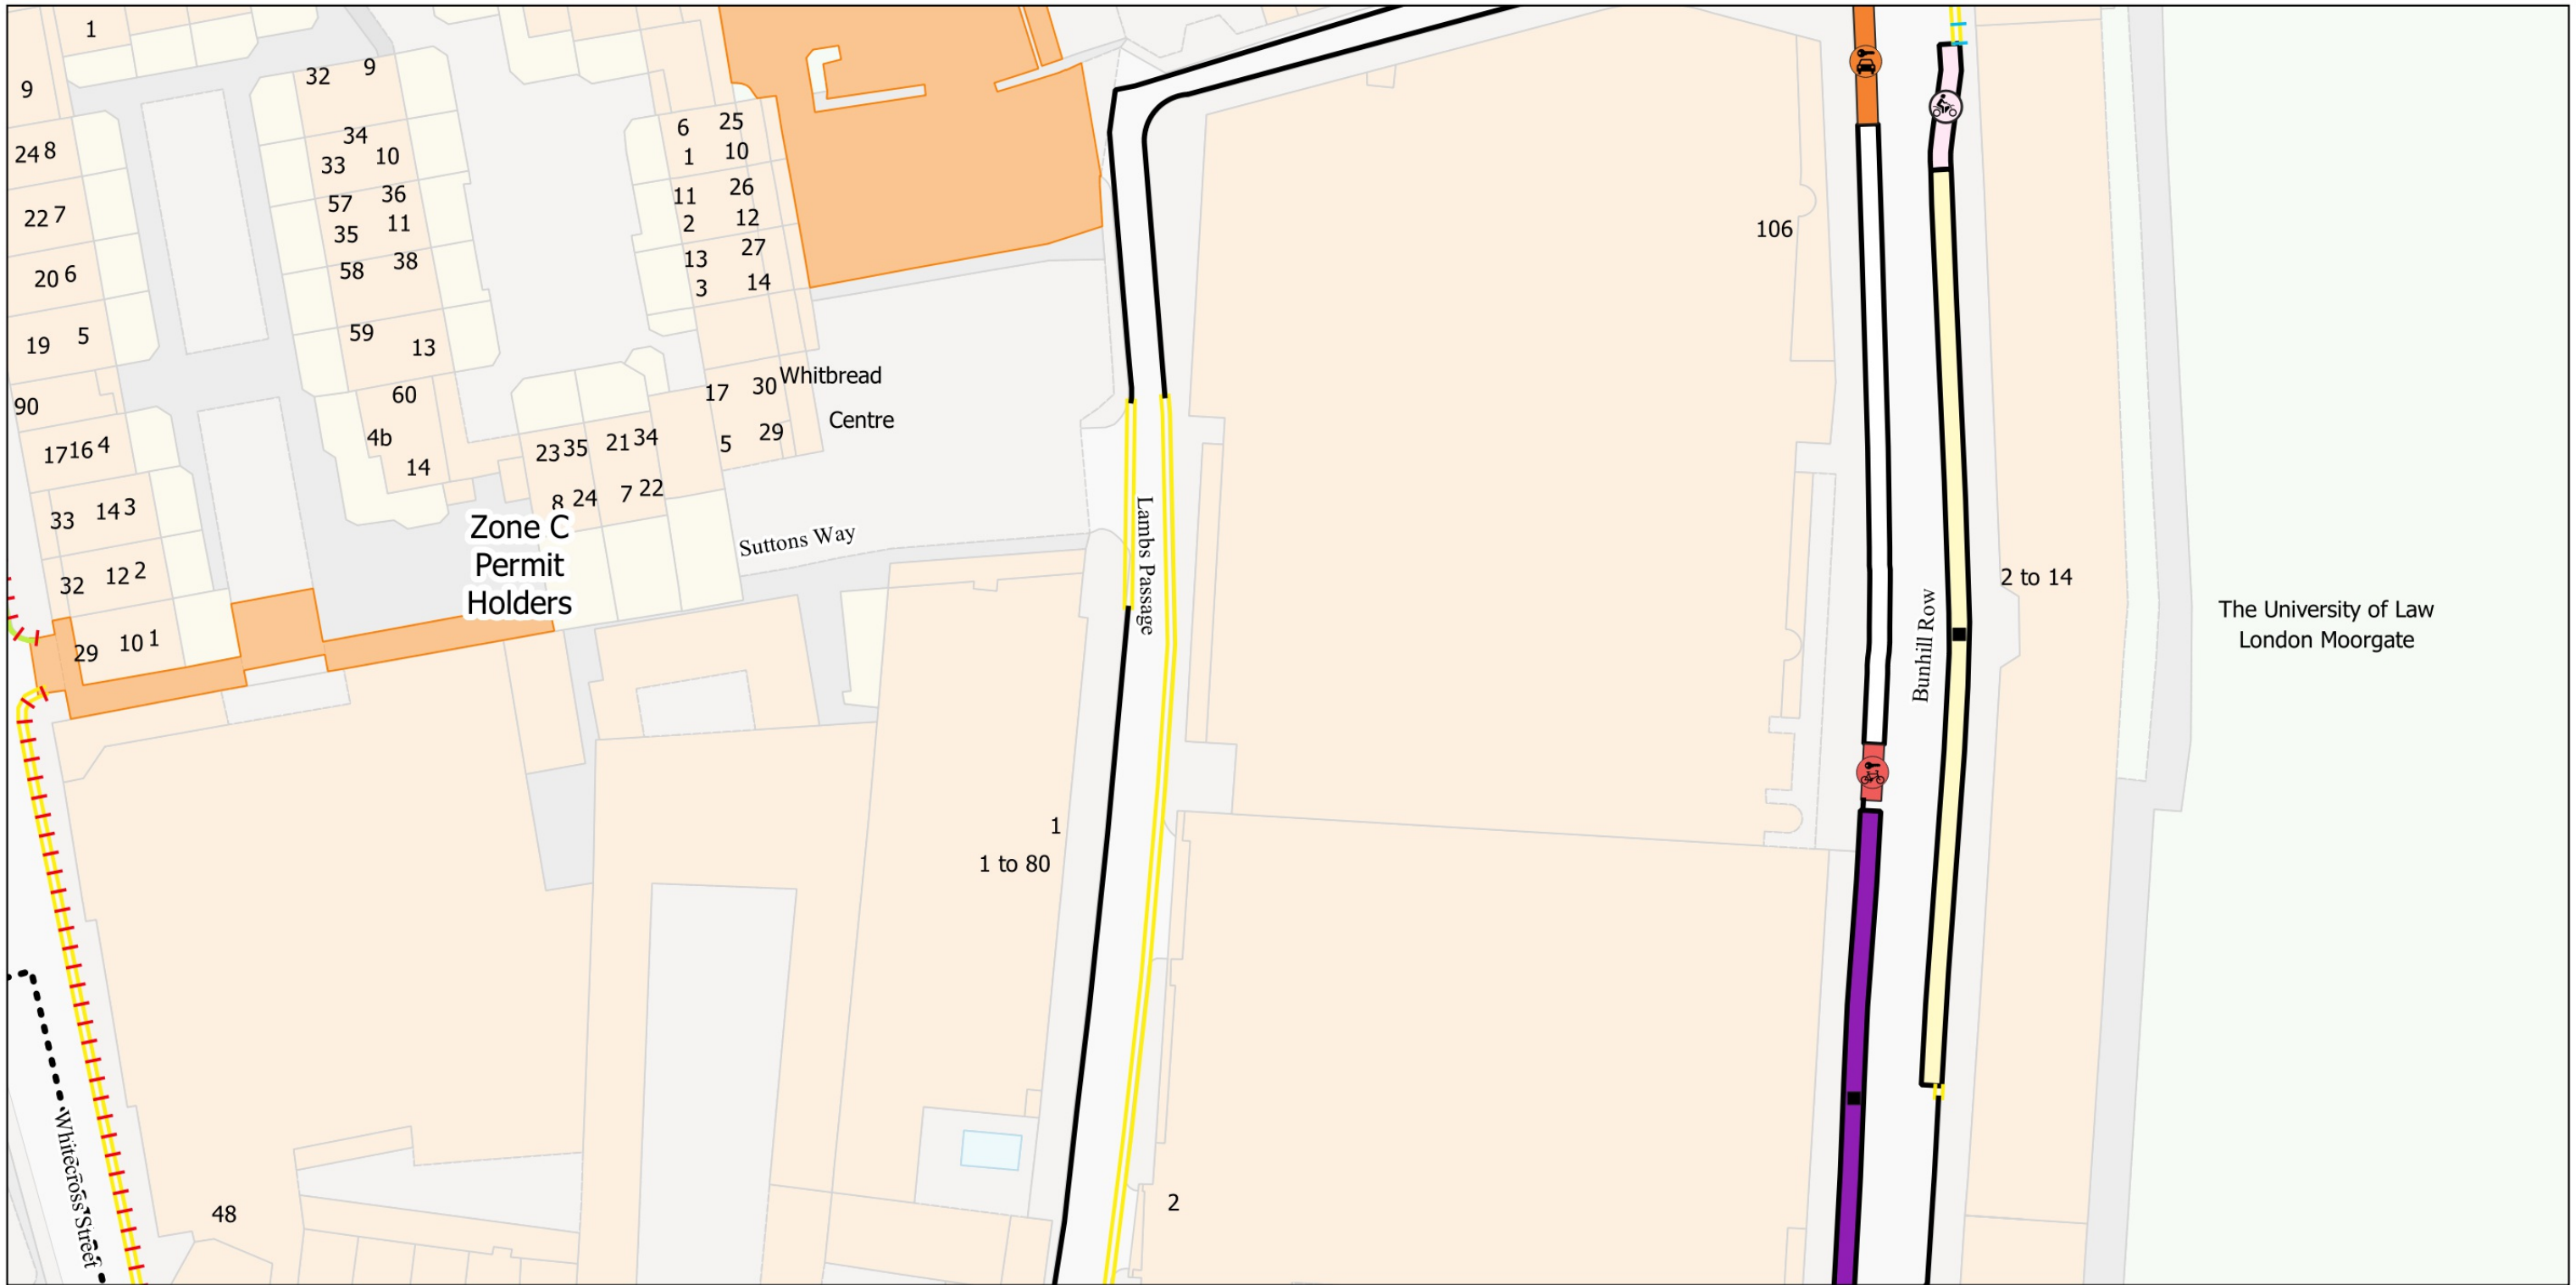 1
32 9
9
34
33 10
24 8
57 36
35 11
22 7
58 38
20 6
59
13
19 5
60
90
4b
14
17 16 4
33 14 3
32 12 2
29 10 1
6 25
1 10
11 26
2 12
13 27
3 14
17 30
5 29
23 35 21 34
8 24 7 22
Whitbread
Centre
Zone C
Permit
Holders
Suttons Way
Lambs Passage
106
Bunhill Row
2 to 14
The University of Law
London Moorgate
1
1 to 80
2
48
Whitecross Street